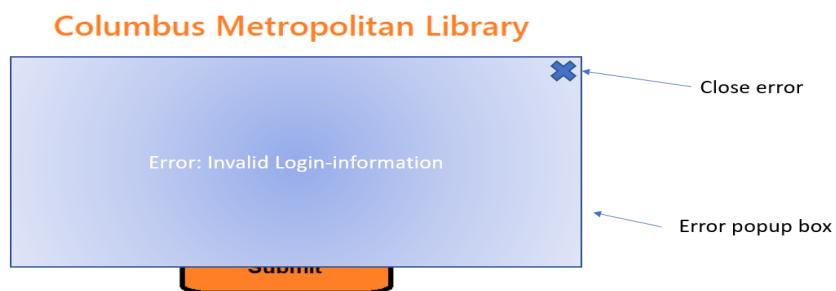 Columbus Metropolitan Library
Close error
Error: Invalid Login-information
Error popup box
Submit